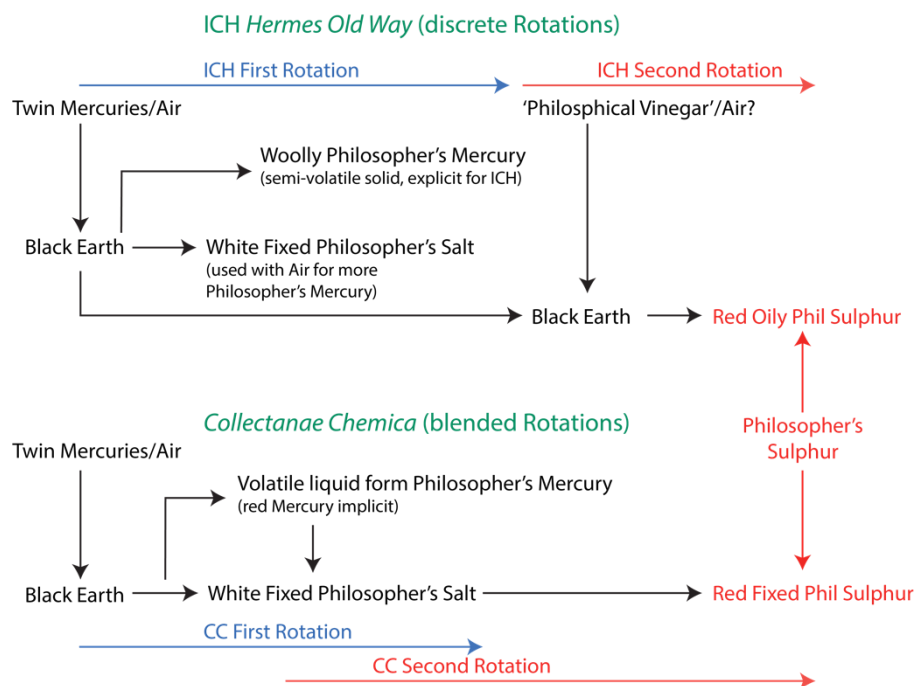 ICH Hermes Old Way (discrete Rotations)
ICH First Rotation
ICH Second Rotation
Twin Mercuries/Air
‘Philosphical Vinegar’/Air?
Woolly Philosopher’s Mercury
(semi-volatile solid, explicit for ICH)
Black Earth
White Fixed Philosopher’s Salt
(used with Air for more
Philosopher’s Mercury)
Black Earth
Red Oily Phil Sulphur
Collectanae Chemica (blended Rotations)
Philosopher’s
Sulphur
Twin Mercuries/Air
Volatile liquid form Philosopher’s Mercury
(red Mercury implicit)
Black Earth
White Fixed Philosopher’s Salt
Red Fixed Phil Sulphur
CC First Rotation
CC Second Rotation